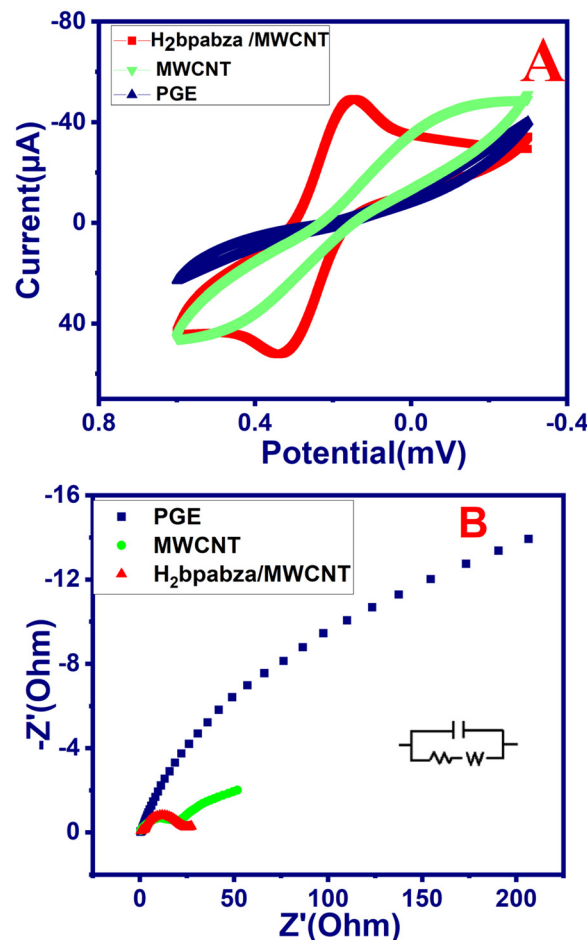 A
H₂bpabza /MWCNT
MWCNT
PGE
-80
-40
0
40
Current(μA)
0.8
0.4
0.0
-0.4
Potential(mV)
B
PGE
MWCNT
H₂bpabza/MWCNT
-16
-12
-8
-4
0
-Z'(Ohm)
W
0
50
100
150
200
Z'(Ohm)